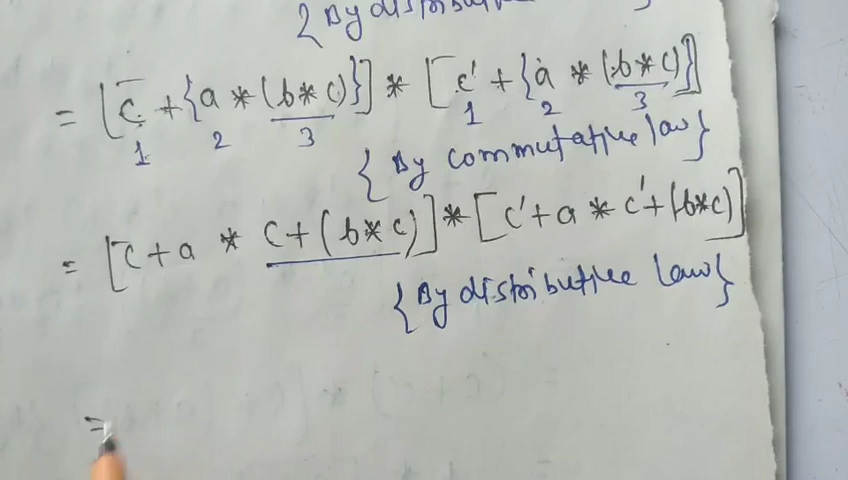 { By distributive }
= [c + {a * (b * c)}] * [c' + {a * (b * c)}]
1 2 3 1 2 3
{ By commutative law }
= [c + a * c + (b * c)] * [c' + a * c' + (b * c)]
{ By distributive law }
=